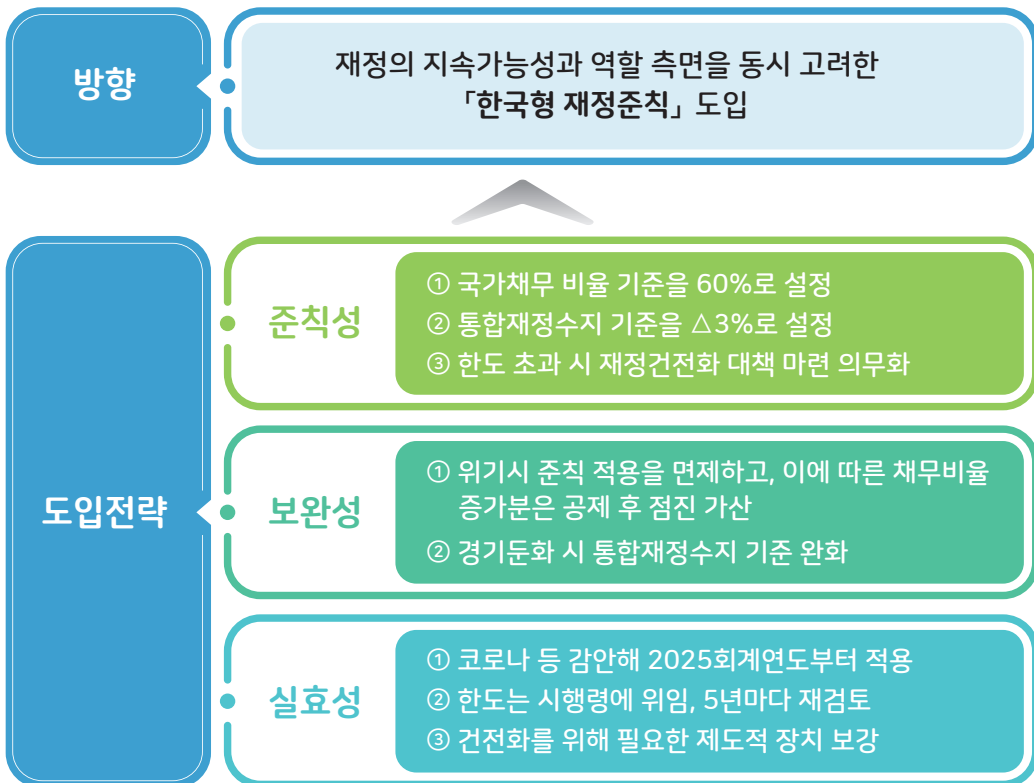 방향
재정의 지속가능성과 역할 측면을 동시 고려한
「한국형 재정준칙」 도입
도입전략
준칙성
① 국가채무 비율 기준을 60%로 설정
② 통합재정수지 기준을 △3%로 설정
③ 한도 초과 시 재정건전화 대책 마련 의무화
보완성
① 위기시 준칙 적용을 면제하고, 이에 따른 채무비율
증가분은 공제 후 점진 가산
② 경기둔화 시 통합재정수지 기준 완화
실효성
① 코로나 등 감안해 2025회계연도부터 적용
② 한도는 시행령에 위임, 5년마다 재검토
③ 건전화를 위해 필요한 제도적 장치 보강